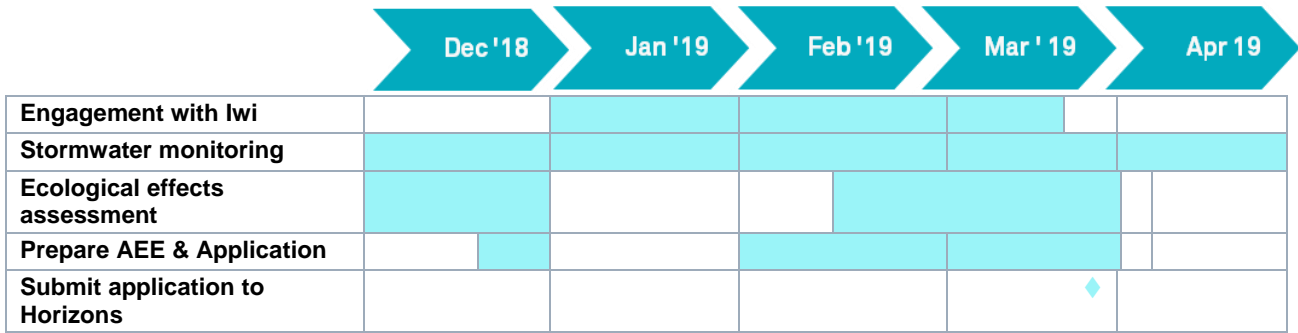 Dec '18 Jan '19 Feb '19 Mar ' 19 Apr 19
Engagement with Iwi
Stormwater monitoring
Ecological effects
assessment
Prepare AEE & Application
Submit application to
Horizons